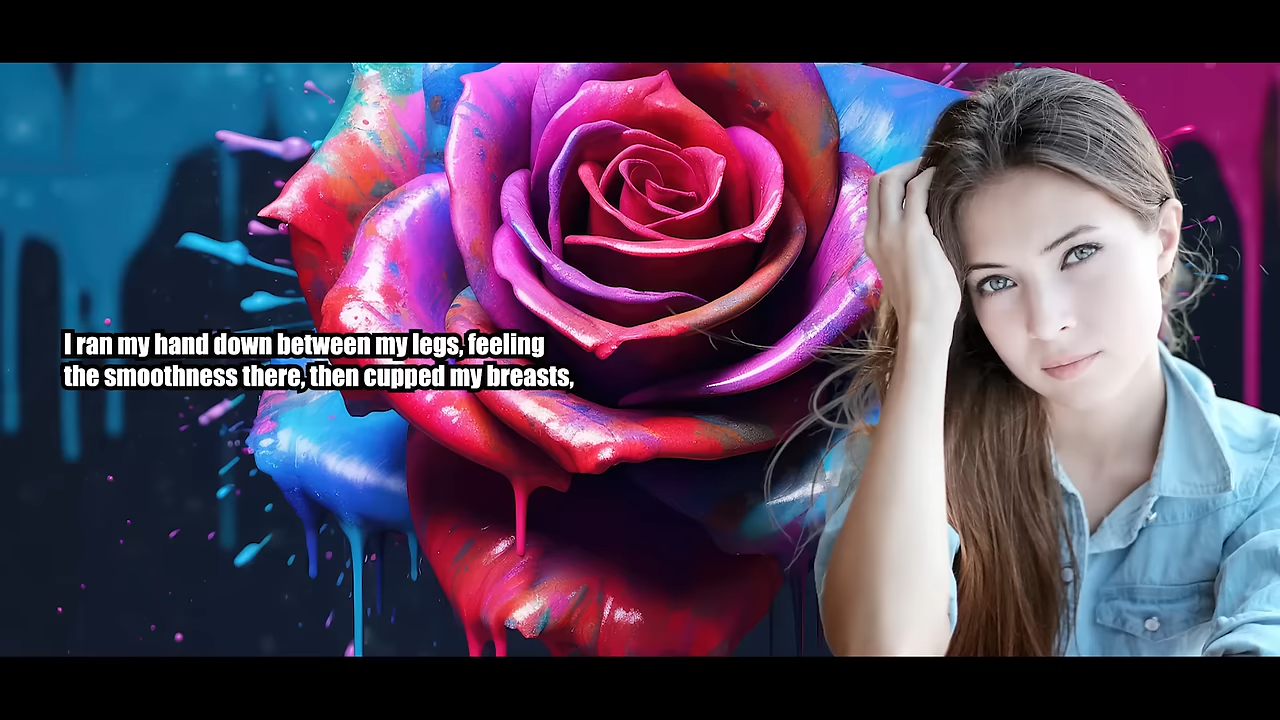 I ran my hand down between my legs, feeling
the smoothness there, then cupped my breasts,